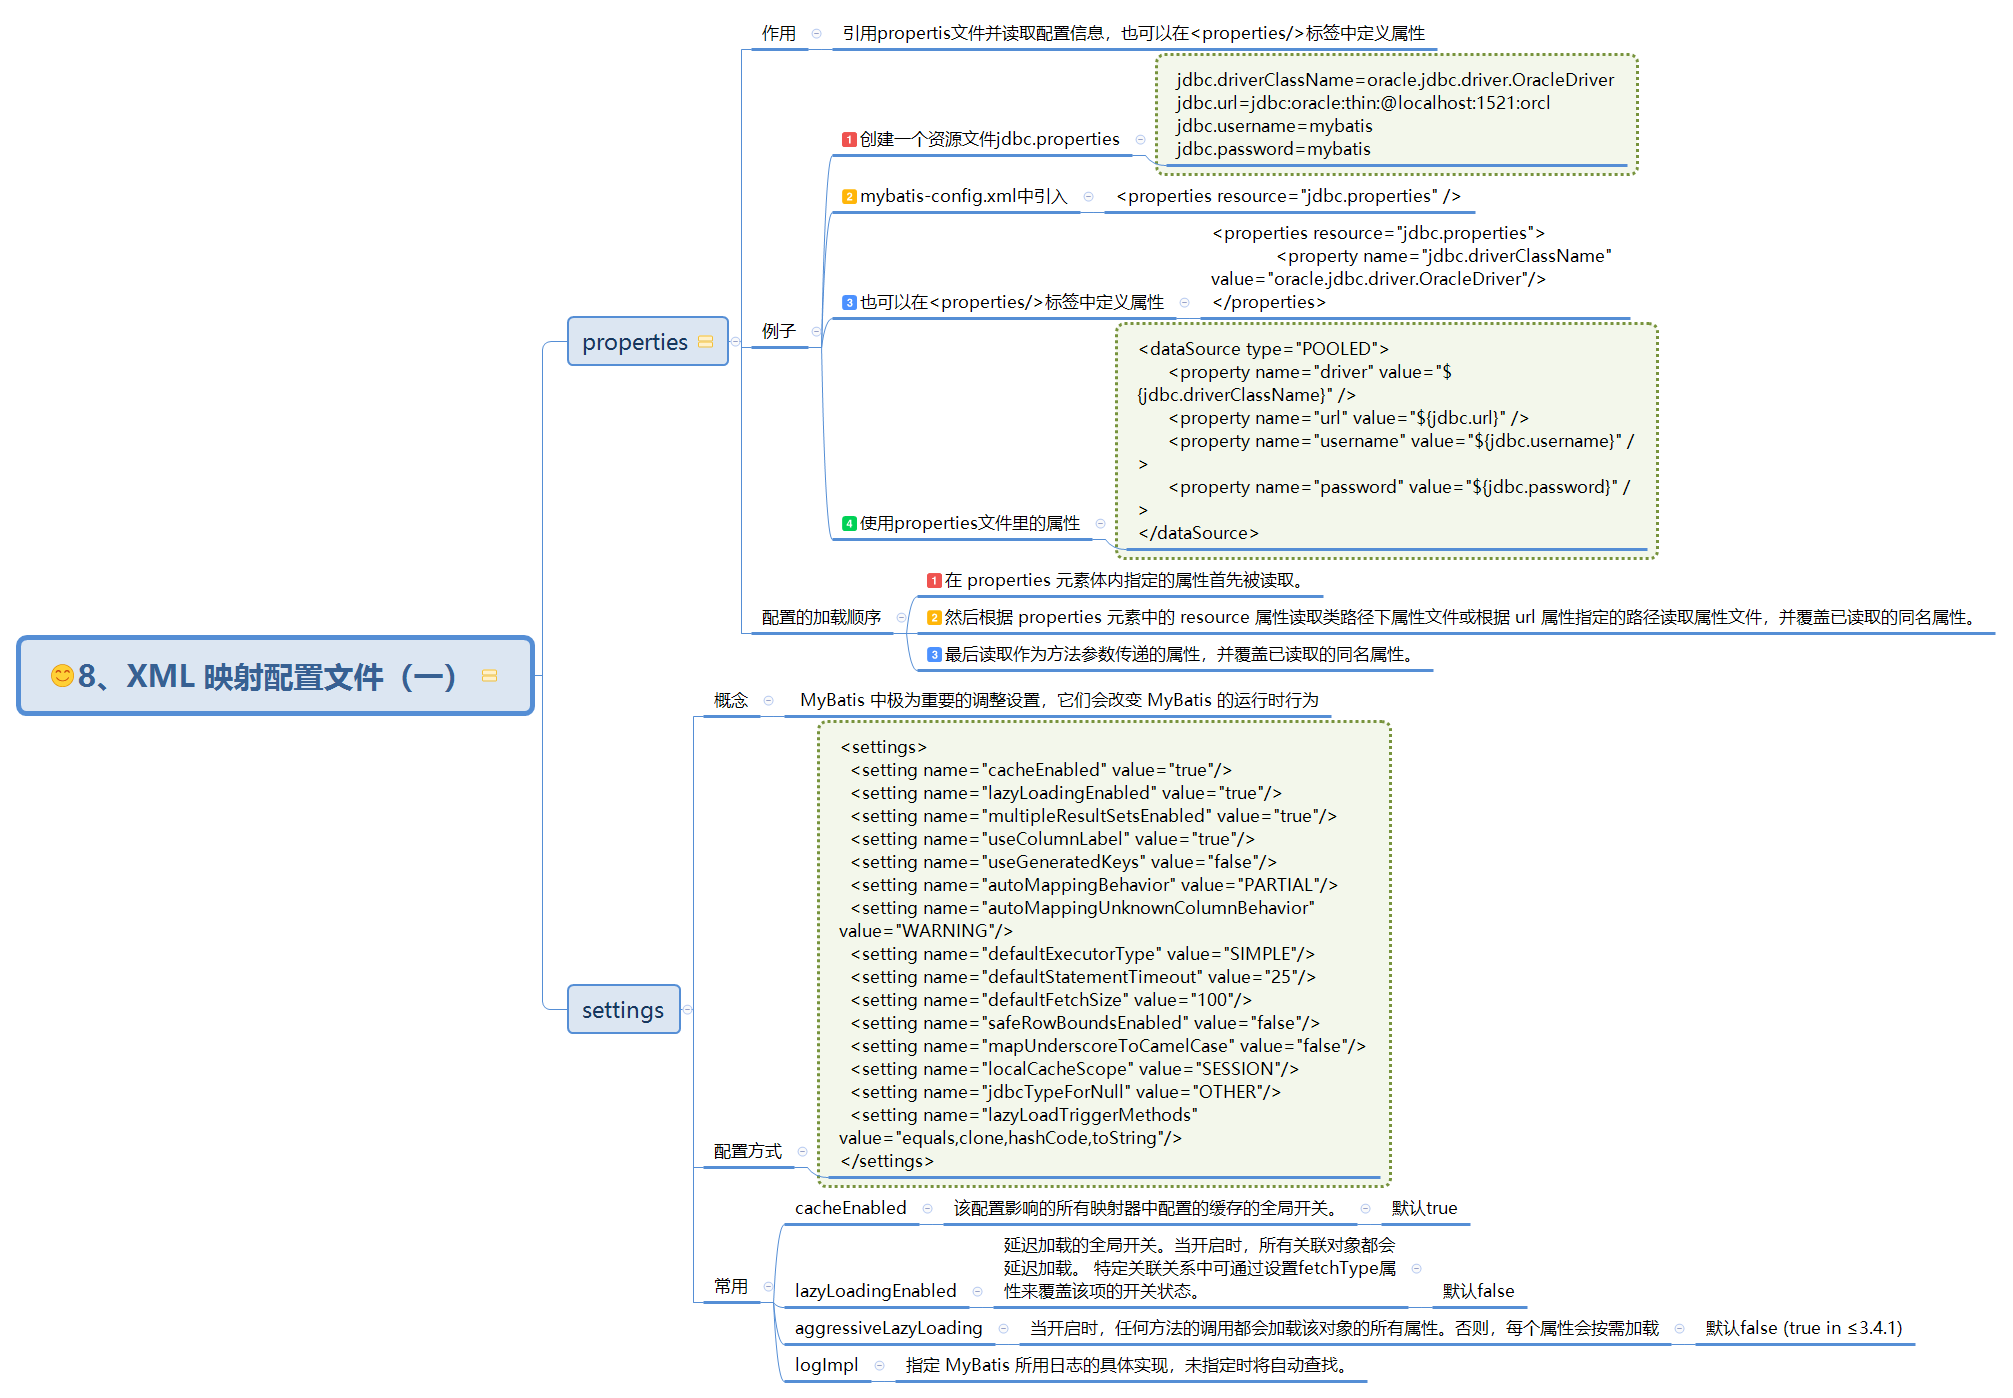 8、XML 映射配置文件（一）
properties
作用
引用propertis文件并读取配置信息，也可以在<properties/>标签中定义属性
例子
1 创建一个资源文件jdbc.properties
jdbc.driverClassName=oracle.jdbc.driver.OracleDriver
jdbc.url=jdbc:oracle:thin:@localhost:1521:orcl
jdbc.username=mybatis
jdbc.password=mybatis
2 mybatis-config.xml中引入
<properties resource="jdbc.properties" />
3 也可以在<properties/>标签中定义属性
<properties resource="jdbc.properties">
<property name="jdbc.driverClassName"
value="oracle.jdbc.driver.OracleDriver"/>
</properties>
4 使用properties文件里的属性
<dataSource type="POOLED">
<property name="driver" value="$
{jdbc.driverClassName}" />
<property name="url" value="${jdbc.url}" />
<property name="username" value="${jdbc.username}" /
>
<property name="password" value="${jdbc.password}" /
>
</dataSource>
配置的加载顺序
1 在 properties 元素体内指定的属性首先被读取。
2 然后根据 properties 元素中的 resource 属性读取类路径下属性文件或根据 url 属性指定的路径读取属性文件，并覆盖已读取的同名属性。
3 最后读取作为方法参数传递的属性，并覆盖已读取的同名属性。
settings
概念
MyBatis 中极为重要的调整设置，它们会改变 MyBatis 的运行时行为
配置方式
<settings>
<setting name="cacheEnabled" value="true"/>
<setting name="lazyLoadingEnabled" value="true"/>
<setting name="multipleResultSetsEnabled" value="true"/>
<setting name="useColumnLabel" value="true"/>
<setting name="useGeneratedKeys" value="false"/>
<setting name="autoMappingBehavior" value="PARTIAL"/>
<setting name="autoMappingUnknownColumnBehavior"
value="WARNING"/>
<setting name="defaultExecutorType" value="SIMPLE"/>
<setting name="defaultStatementTimeout" value="25"/>
<setting name="defaultFetchSize" value="100"/>
<setting name="safeRowBoundsEnabled" value="false"/>
<setting name="mapUnderscoreToCamelCase" value="false"/>
<setting name="localCacheScope" value="SESSION"/>
<setting name="jdbcTypeForNull" value="OTHER"/>
<setting name="lazyLoadTriggerMethods"
value="equals,clone,hashCode,toString"/>
</settings>
常用
cacheEnabled
该配置影响的所有映射器中配置的缓存的全局开关。
默认true
lazyLoadingEnabled
延迟加载的全局开关。当开启时，所有关联对象都会
延迟加载。 特定关联关系中可通过设置fetchType属
性来覆盖该项的开关状态。
默认false
aggressiveLazyLoading
当开启时，任何方法的调用都会加载该对象的所有属性。否则，每个属性会按需加载
默认false (true in ≤3.4.1)
logImpl
指定 MyBatis 所用日志的具体实现，未指定时将自动查找。